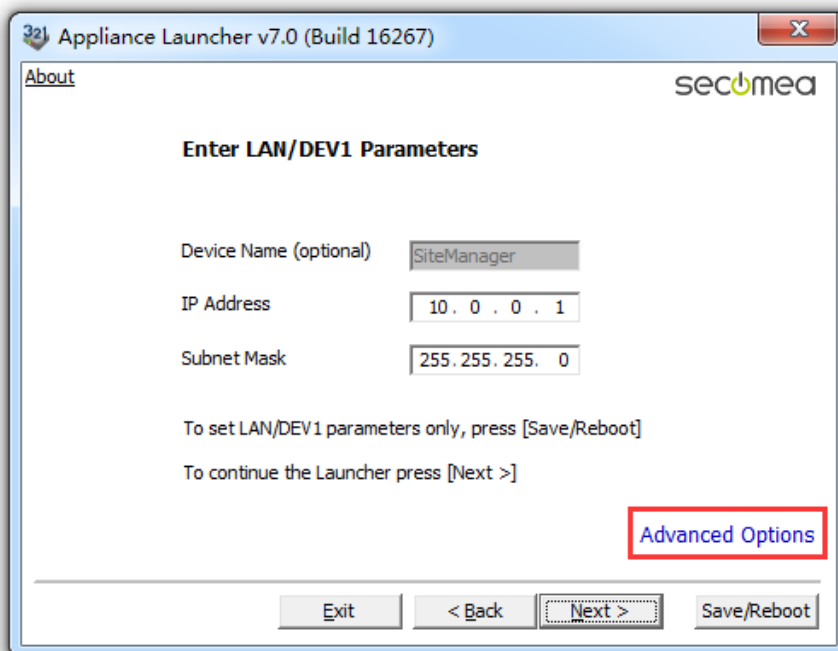 321 Appliance Launcher v7.0 (Build 16267) X
About
secomea
Enter LAN/DEV1 Parameters
Device Name (optional) SiteManager
IP Address 10 . 0 . 0 . 1
Subnet Mask 255.255.255. 0
To set LAN/DEV1 parameters only, press [Save/Reboot]
To continue the Launcher press [Next >]
Advanced Options
Exit < Back Next > Save/Reboot